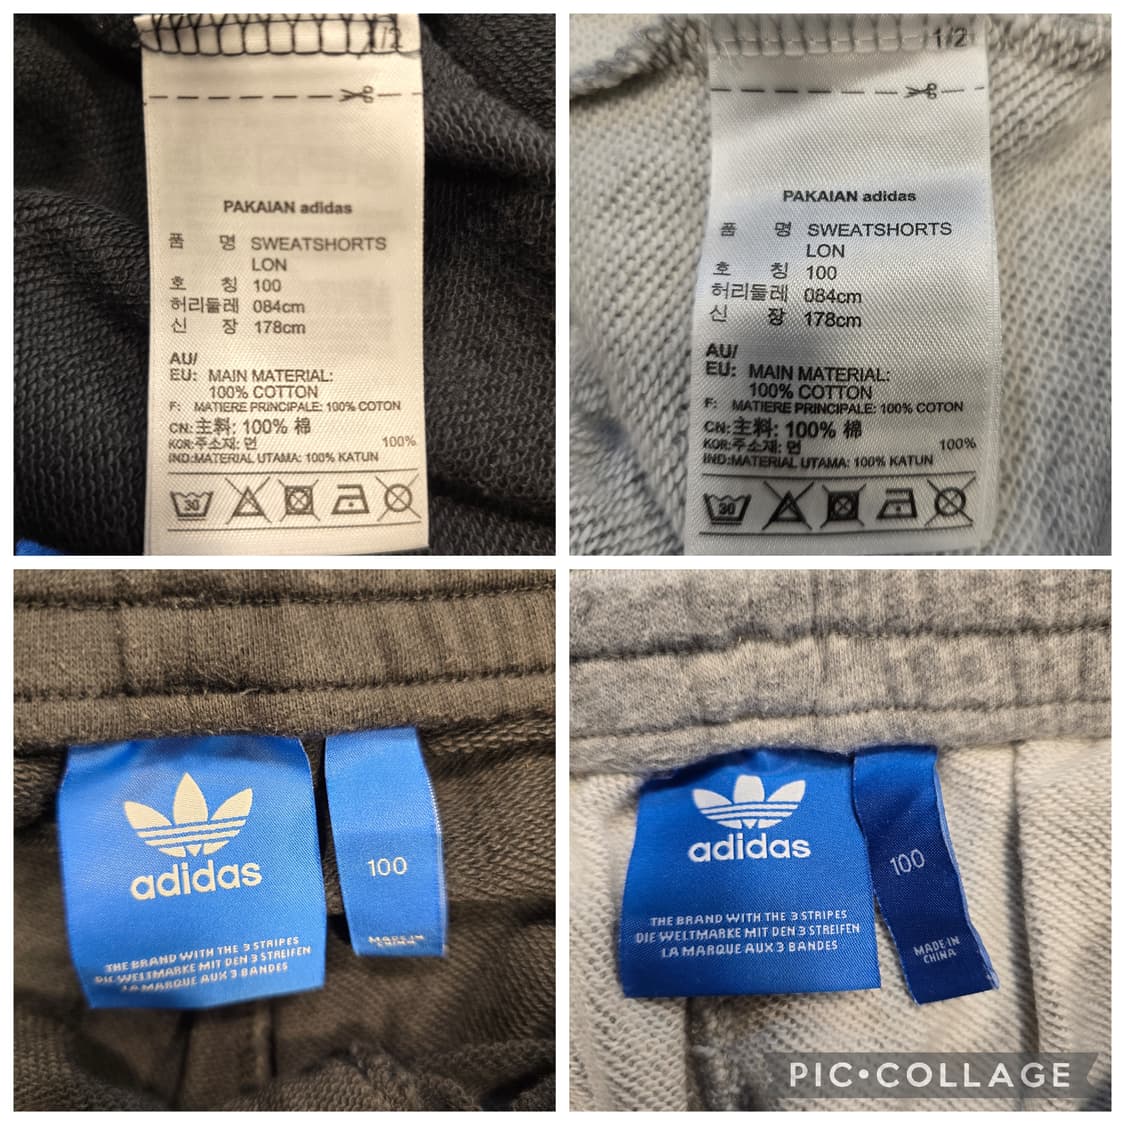 1/2
PAKAIAN adidas
품 명 SWEATSHORTS
LON
호 칭 100
허리둘레 084cm
신 장 178cm
AU/
EU: MAIN MATERIAL:
100% COTTON
F: MATIERE PRINCIPALE: 100% COTON
CN:主料: 100% 棉
KOR:주소재: 면 100%
IND:MATERIAL UTAMA: 100% KATUN
30
1/2
PAKAIAN adidas
품 명 SWEATSHORTS
LON
호 칭 100
허리둘레 084cm
신 장 178cm
AU/
EU: MAIN MATERIAL:
100% COTTON
F: MATIERE PRINCIPALE: 100% COTON
CN:主料: 100% 棉
KOR:주소재: 면 100%
IND:MATERIAL UTAMA: 100% KATUN
30
adidas
THE BRAND WITH THE 3 STRIPES
DIE WELTMARKE MIT DEN 3 STREIFEN
LA MARQUE AUX 3 BANDES
100
MADE IN
CHINA
adidas
THE BRAND WITH THE 3 STRIPES
DIE WELTMARKE MIT DEN 3 STREIFEN
LA MARQUE AUX 3 BANDES
100
MADE IN
CHINA
PIC•COLLAGE